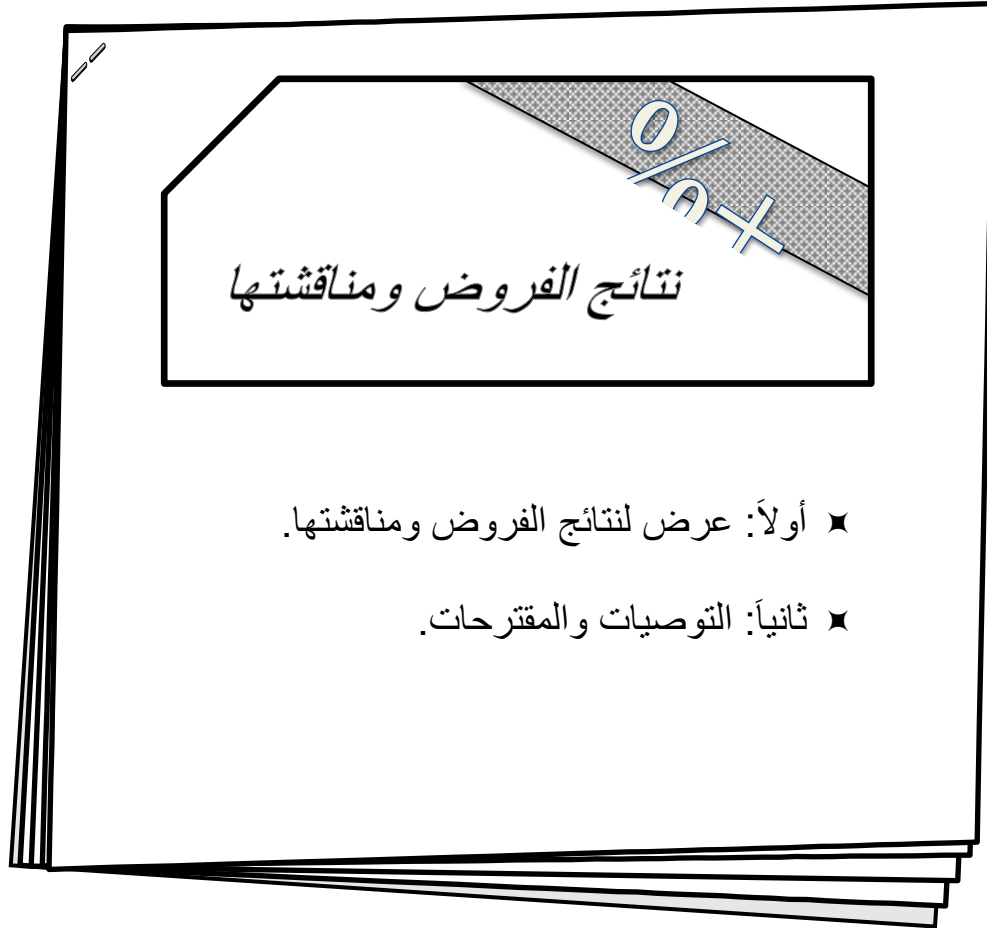 %+
نتائج الفروض ومناقشتها
¤ أولاَ: عرض لنتائج الفروض ومناقشتها.
¤ ثانياَ: التوصيات والمقترحات.